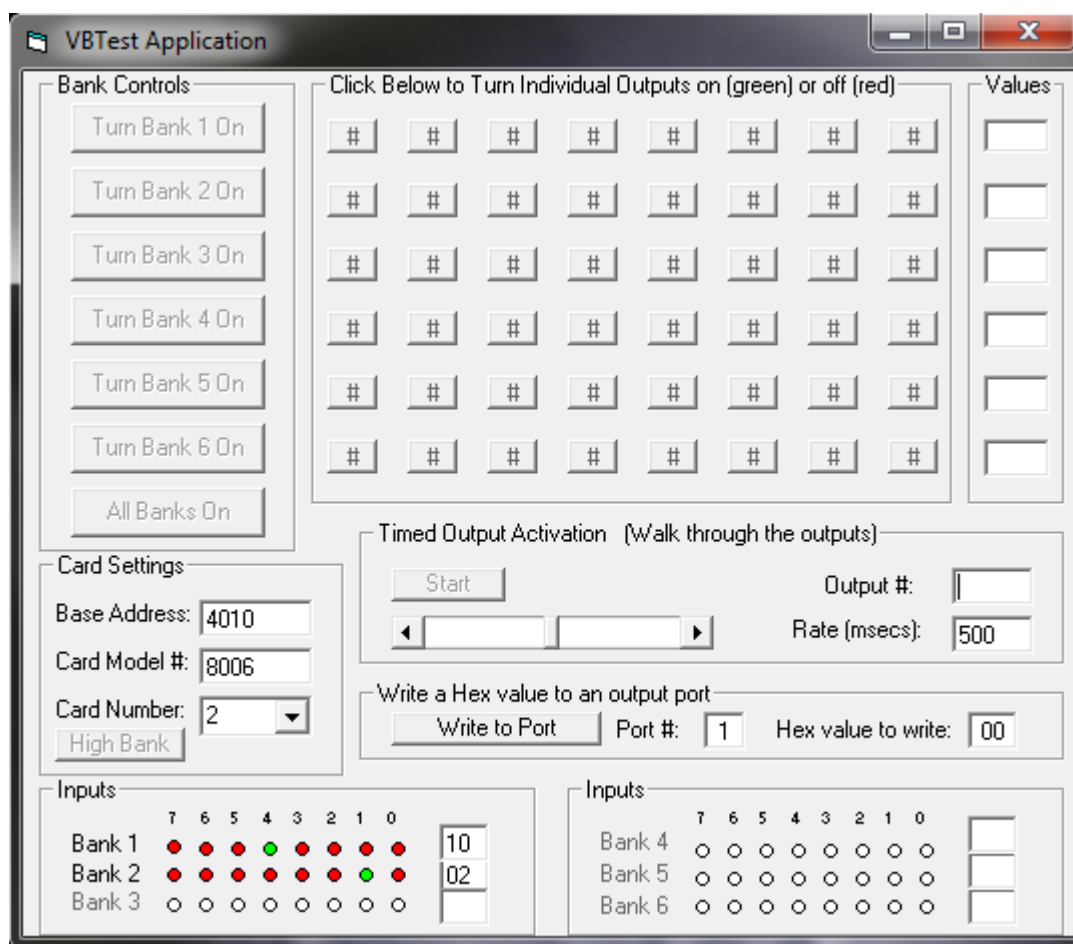 VBTest Application
Bank Controls
Turn Bank 1 On
Turn Bank 2 On
Turn Bank 3 On
Turn Bank 4 On
Turn Bank 5 On
Turn Bank 6 On
All Banks On
Click Below to Turn Individual Outputs on (green) or off (red)
# # # # # # # #
# # # # # # # #
# # # # # # # #
# # # # # # # #
# # # # # # # #
# # # # # # # #
Values
Card Settings
Base Address: 4010
Card Model #: 8006
Card Number: 2
High Bank
Timed Output Activation (Walk through the outputs)
Start Output #:
Rate (msecs): 500
Write a Hex value to an output port
Write to Port Port #: 1 Hex value to write: 00
Inputs
7 6 5 4 3 2 1 0
Bank 1 10
Bank 2 02
Bank 3
Inputs
7 6 5 4 3 2 1 0
Bank 4
Bank 5
Bank 6